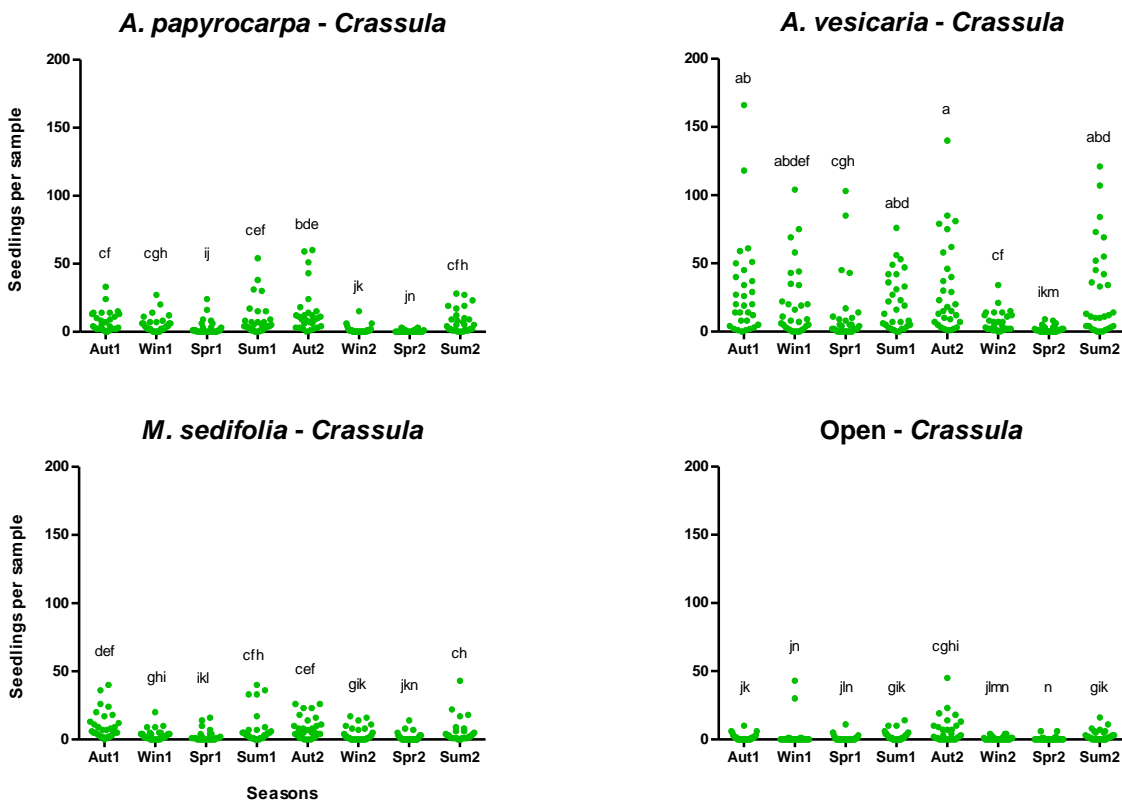 A. papyrocarpa - Crassula
A. vesicaria - Crassula
Seedlings per sample
200
150
100
50
0
cf
cgh
ij
cef
bde
jk
jn
cfh
Aut1 Win1 Spr1 Sum1 Aut2 Win2 Spr2 Sum2
200
150
100
50
0
ab
abdef
cgh
abd
a
cf
ikm
abd
Aut1 Win1 Spr1 Sum1 Aut2 Win2 Spr2 Sum2
M. sedifolia - Crassula
Open - Crassula
Seedlings per sample
200
150
100
50
0
def
ghi
ikl
cfh
cef
gik
jkn
ch
Aut1 Win1 Spr1 Sum1 Aut2 Win2 Spr2 Sum2
Seasons
200
150
100
50
0
jk
jn
jln
gik
cghi
jlmn
n
gik
Aut1 Win1 Spr1 Sum1 Aut2 Win2 Spr2 Sum2